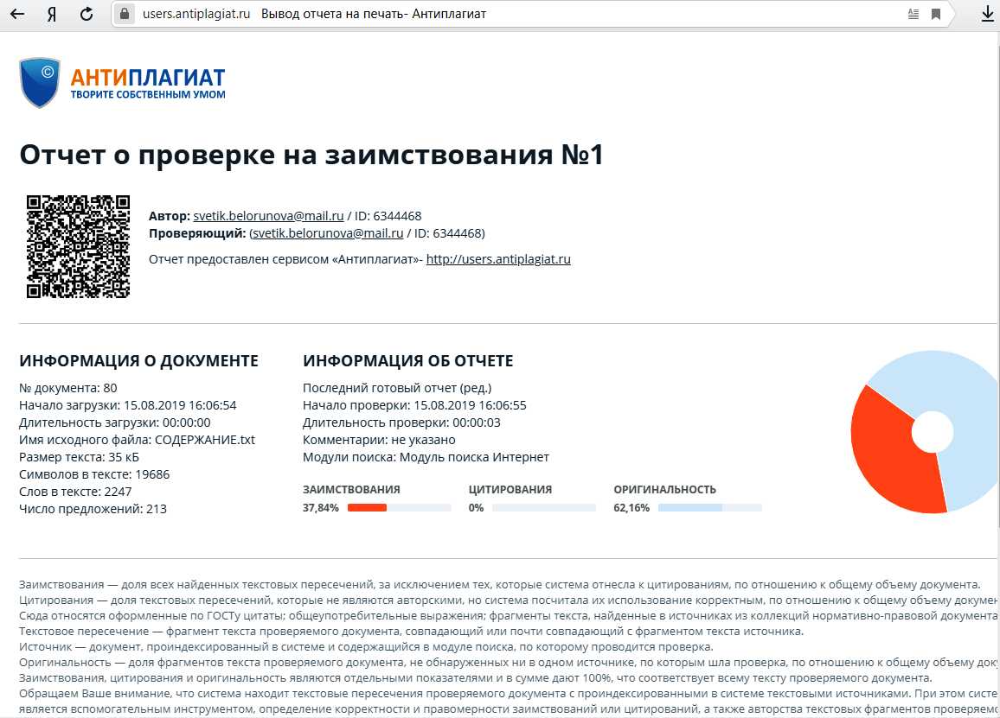 users.antiplagiat.ru Вывод отчета на печать- Антиплагиат
©
АНТИПЛАГИАТ
ТВОРИТЕ СОБСТВЕННЫМ УМОМ
Отчет о проверке на заимствования №1
Автор: svetik.belorunova@mail.ru / ID: 6344468
Проверяющий: (svetik.belorunova@mail.ru / ID: 6344468)
Отчет предоставлен сервисом «Антиплагиат»- http://users.antiplagiat.ru
ИНФОРМАЦИЯ О ДОКУМЕНТЕ
№ документа: 80
Начало загрузки: 15.08.2019 16:06:54
Длительность загрузки: 00:00:00
Имя исходного файла: СОДЕРЖАНИЕ.txt
Размер текста: 35 кБ
Cимволов в тексте: 19686
Слов в тексте: 2247
Число предложений: 213
ИНФОРМАЦИЯ ОБ ОТЧЕТЕ
Последний готовый отчет (ред.)
Начало проверки: 15.08.2019 16:06:55
Длительность проверки: 00:00:03
Комментарии: не указано
Модули поиска: Модуль поиска Интернет
ЗАИМСТВОВАНИЯ
37,84%
ЦИТИРОВАНИЯ
0%
ОРИГИНАЛЬНОСТЬ
62,16%
Заимствования — доля всех найденных текстовых пересечений, за исключением тех, которые система отнесла к цитированиям, по отношению к общему объему документа.
Цитирования — доля текстовых пересечений, которые не являются авторскими, но система посчитала их использование корректным, по отношению к общему объему докумен
Сюда относятся оформленные по ГОСТу цитаты; общеупотребительные выражения; фрагменты текста, найденные в источниках из коллекций нормативно-правовой документа
Текстовое пересечение — фрагмент текста проверяемого документа, совпадающий или почти совпадающий с фрагментом текста источника.
Источник — документ, проиндексированный в системе и содержащийся в модуле поиска, по которому проводится проверка.
Оригинальность — доля фрагментов текста проверяемого документа, не обнаруженных ни в одном источнике, по которым шла проверка, по отношению к общему объему док
Заимствования, цитирования и оригинальность являются отдельными показателями и в сумме дают 100%, что соответствует всему тексту проверяемого документа.
Обращаем Ваше внимание, что система находит текстовые пересечения проверяемого документа с проиндексированными в системе текстовыми источниками. При этом систе
является вспомогательным инструментом, определение корректности и правомерности заимствований или цитирований, а также авторства текстовых фрагментов проверяемо